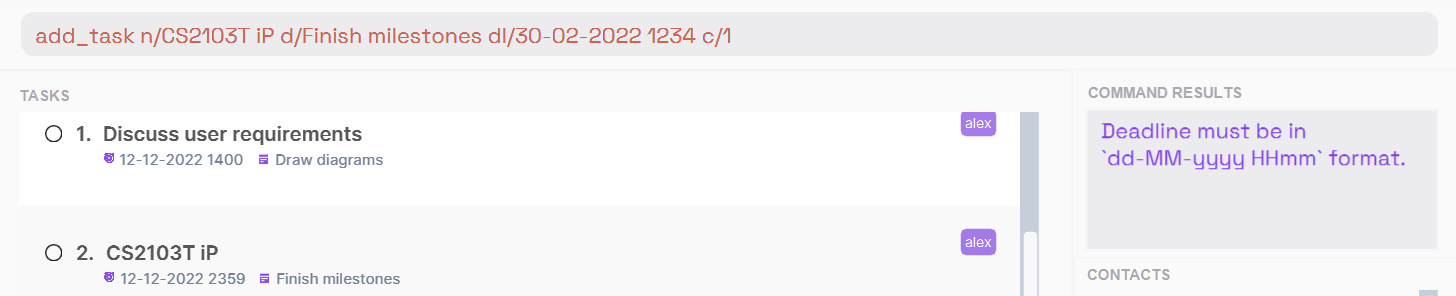 add_task n/CS2103T iP d/Finish milestones dl/30-02-2022 1234 c/1
TASKS
1. Discuss user requirements
alex
12-12-2022 1400 Draw diagrams
2. CS2103T iP
alex
12-12-2022 2359 Finish milestones
COMMAND RESULTS
Deadline must be in
`dd-MM-yyyy HHmm` format.
CONTACTS